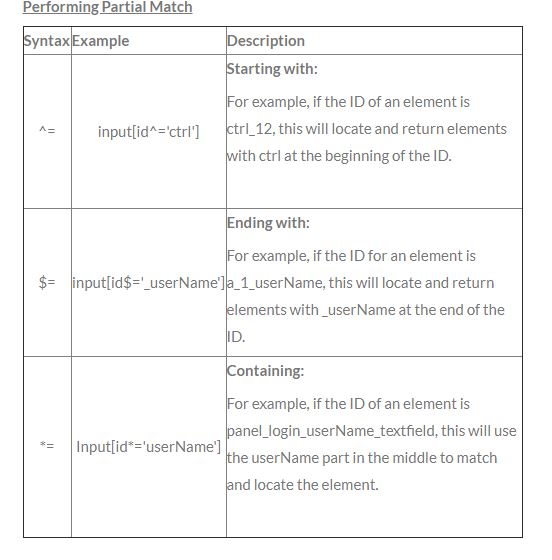 Performing Partial Match
Syntax Example Description
Starting with:
^= input[id^='ctrl'] For example, if the ID of an element is
ctrl_12, this will locate and return elements
with ctrl at the beginning of the ID.
Ending with:
$= input[id$='_userName'] For example, if the ID for an element is
a_1_userName, this will locate and return
elements with _userName at the end of the
ID.
Containing:
*= Input[id*='userName'] For example, if the ID of an element is
panel_login_userName_textfield, this will use
the userName part in the middle to match
and locate the element.